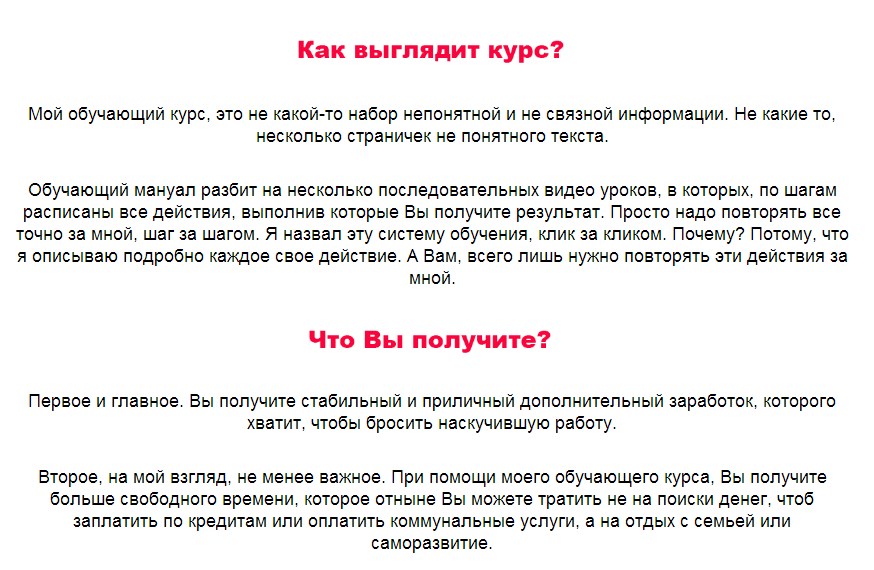 Как выглядит курс?
Мой обучающий курс, это не какой-то набор непонятной и не связной информации. Не какие то,
несколько страничек не понятного текста.
Обучающий мануал разбит на несколько последовательных видео уроков, в которых, по шагам
расписаны все действия, выполнив которые Вы получите результат. Просто надо повторять все
точно за мной, шаг за шагом. Я назвал эту систему обучения, клик за кликом. Почему? Потому, что
я описываю подробно каждое свое действие. А Вам, всего лишь нужно повторять эти действия за
мной.
Что Вы получите?
Первое и главное. Вы получите стабильный и приличный дополнительный заработок, которого
хватит, чтобы бросить наскучившую работу.
Второе, на мой взгляд, не менее важное. При помощи моего обучающего курса, Вы получите
больше свободного времени, которое отныне Вы можете тратить не на поиски денег, чтоб
заплатить по кредитам или оплатить коммунальные услуги, а на отдых с семьей или
саморазвитие.